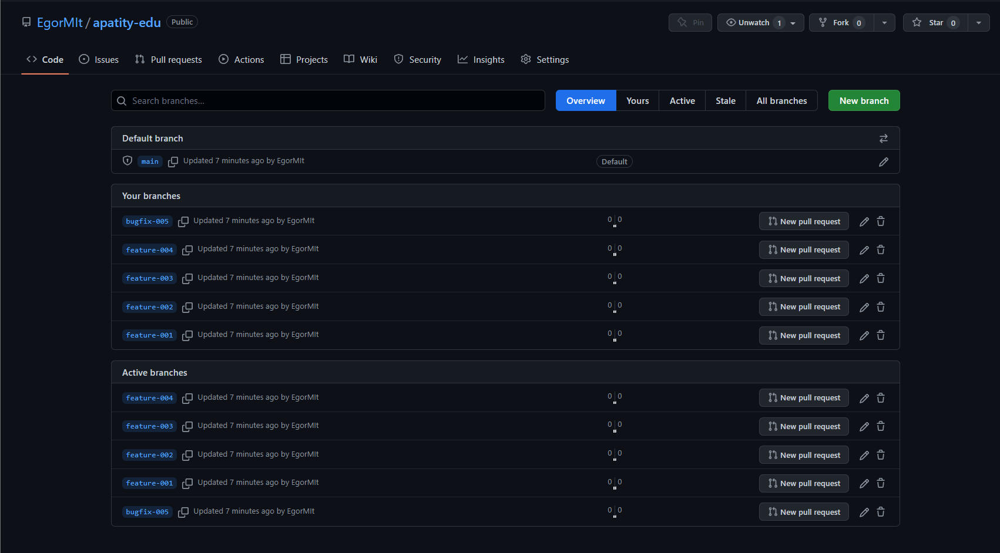 EgorMIt / apatity-edu Public Pin Unwatch 1 Fork 0 Star 0
Code Issues Pull requests Actions Projects Wiki Security Insights Settings
Search branches... Overview Yours Active Stale All branches New branch
Default branch
main Updated 7 minutes ago by EgorMIt Default
Your branches
bugfix-005 Updated 7 minutes ago by EgorMIt 0 0 New pull request
feature-004 Updated 7 minutes ago by EgorMIt 0 0 New pull request
feature-003 Updated 7 minutes ago by EgorMIt 0 0 New pull request
feature-002 Updated 7 minutes ago by EgorMIt 0 0 New pull request
feature-001 Updated 7 minutes ago by EgorMIt 0 0 New pull request
Active branches
feature-004 Updated 7 minutes ago by EgorMIt 0 0 New pull request
feature-003 Updated 7 minutes ago by EgorMIt 0 0 New pull request
feature-002 Updated 7 minutes ago by EgorMIt 0 0 New pull request
feature-001 Updated 7 minutes ago by EgorMIt 0 0 New pull request
bugfix-005 Updated 7 minutes ago by EgorMIt 0 0 New pull request